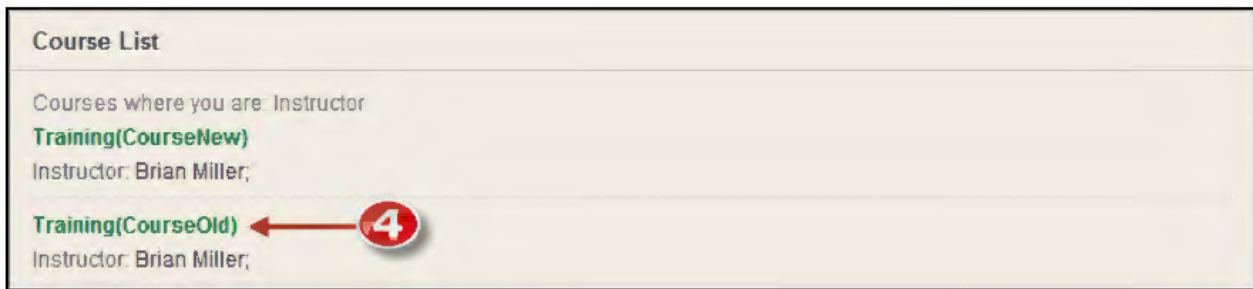 Course List
Courses where you are: Instructor
Training(CourseNew)
Instructor: Brian Miller;
Training(CourseOld) 4
Instructor: Brian Miller;